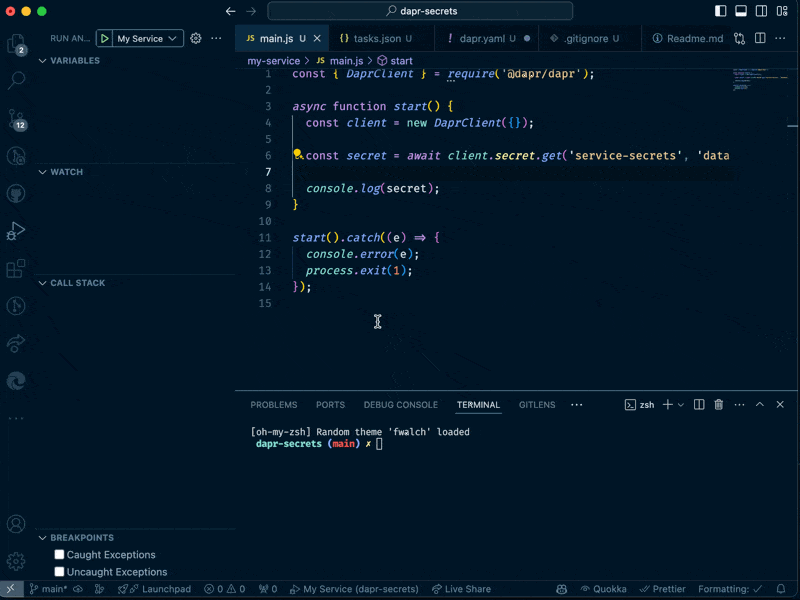 dapr-secrets
RUN AN... My Service
JS main.js U
{} tasks.json U
! dapr.yaml U
.gitignore U
Readme.md
2
12
VARIABLES
WATCH
CALL STACK
BREAKPOINTS
Caught Exceptions
Uncaught Exceptions
my-service > JS main.js > start
1 const { DaprClient } = require('@dapr/dapr');
2
3 async function start() {
4 const client = new DaprClient({});
5
6 const secret = await client.secret.get('service-secrets', 'data
7
8 console.log(secret);
9 }
10
11 start().catch((e) => {
12 console.error(e);
13 process.exit(1);
14 });
15
PROBLEMS PORTS DEBUG CONSOLE TERMINAL GITLENS ... zsh
[oh-my-zsh] Random theme 'fwalch' loaded
dapr-secrets (main) ✗
main* Launchpad 0 0 0 My Service (dapr-secrets) Live Share Quokka Prettier Formatting: ✓